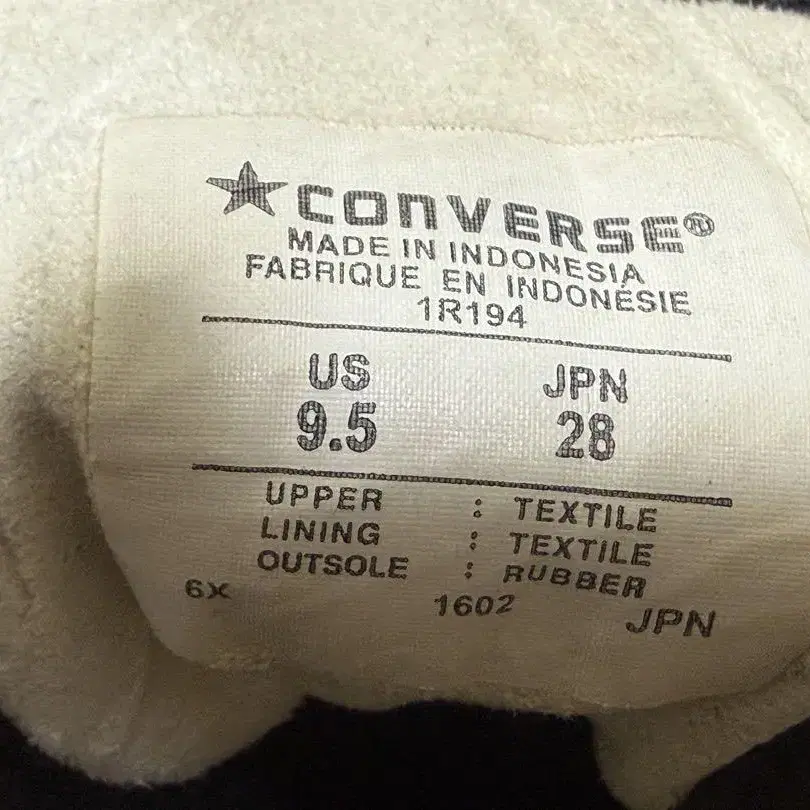 CONVERSE®
MADE IN INDONESIA
FABRIQUE EN INDONÉSIE
1R194
US JPN
9.5 28
UPPER : TEXTILE
LINING : TEXTILE
OUTSOLE : RUBBER
6X 1602 JPN